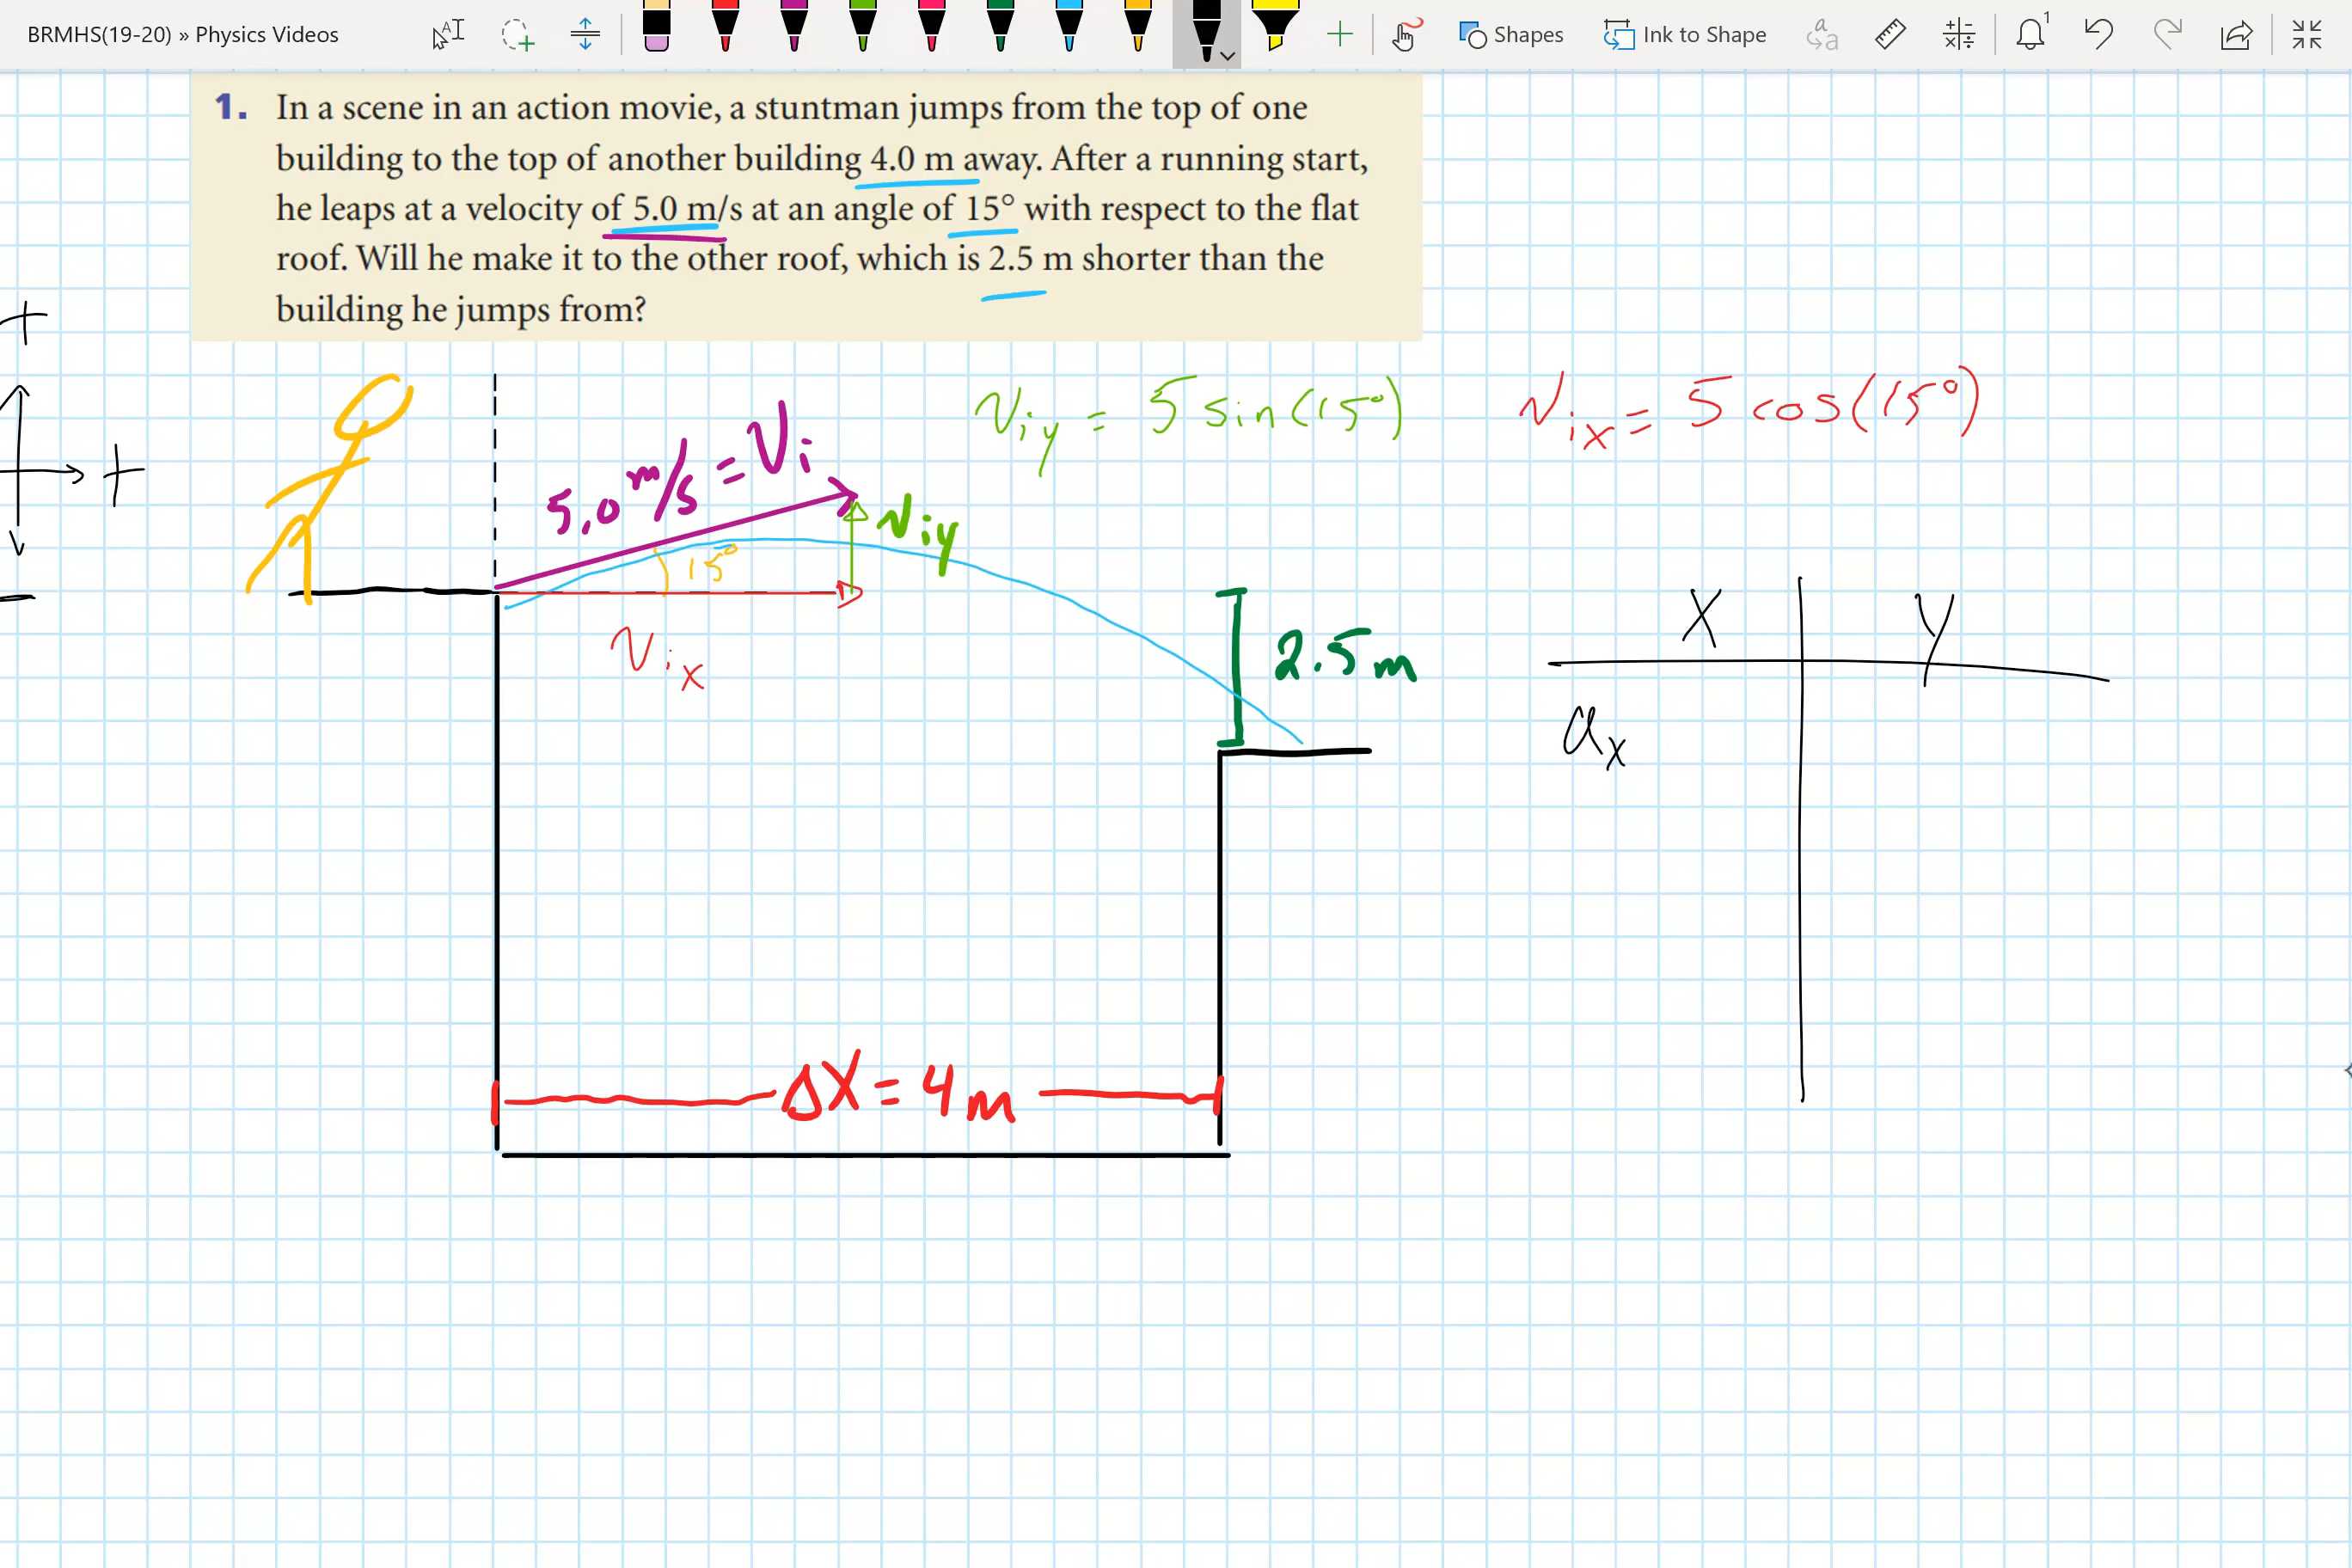 BRMHS(19-20) » Physics Videos
Shapes
Ink to Shape
1
1. In a scene in an action movie, a stuntman jumps from the top of one
building to the top of another building 4.0 m away. After a running start,
he leaps at a velocity of 5.0 m/s at an angle of 15° with respect to the flat
roof. Will he make it to the other roof, which is 2.5 m shorter than the
building he jumps from?
+
+
−
5.0 m/s = Vi
Viy = 5 sin(15°)
Vix = 5 cos(15°)
Viy
15°
Vix
2.5 m
X Y
ax
ΔX = 4 m